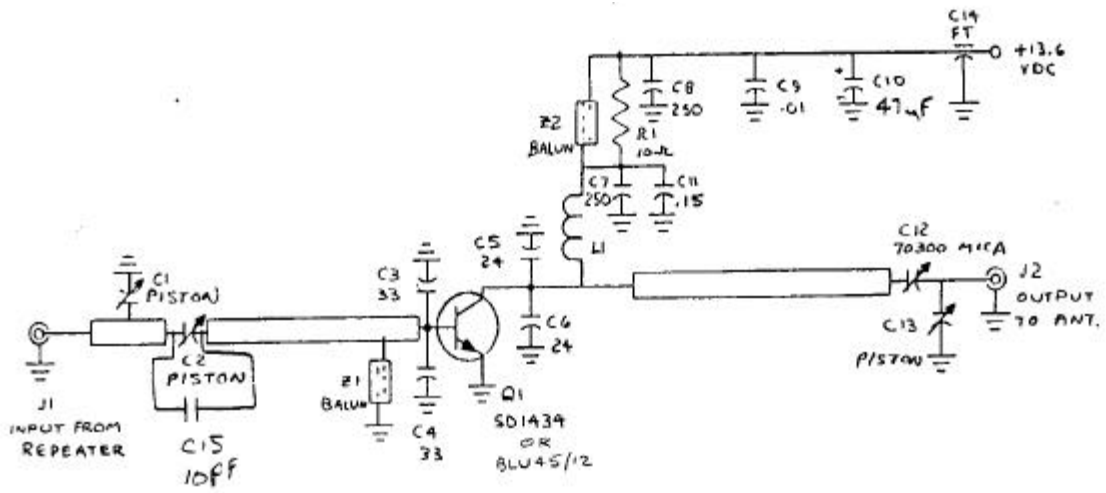 C14
FT
+13.6
VDC
C8
250
C9
.01
+
C10
47uF
-
Z2
BALUN
R1
10Ω
C7
250
C11
.15
L1
C5
24
C12
70300 MICA
J2
OUTPUT
TO ANT.
C13
PISTON
C6
24
C1
PISTON
C3
33
C2
PISTON
Z1
BALUN
C4
33
Q1
SD1434
OR
BLU45/12
J1
INPUT FROM
REPEATER
C15
10pf